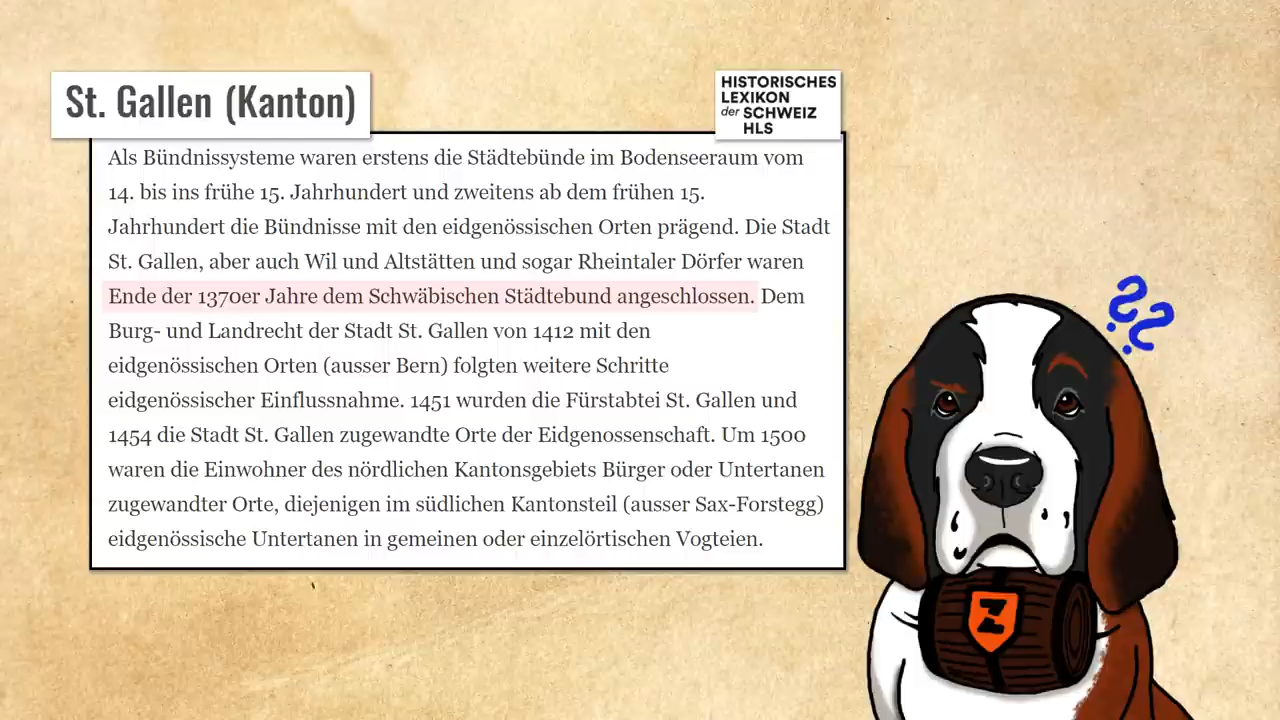 St. Gallen (Kanton)
HISTORISCHES
LEXIKON
der SCHWEIZ
HLS
Als Bündnissysteme waren erstens die Städtebünde im Bodenseeraum vom
14. bis ins frühe 15. Jahrhundert und zweitens ab dem frühen 15.
Jahrhundert die Bündnisse mit den eidgenössischen Orten prägend. Die Stadt
St. Gallen, aber auch Wil und Altstätten und sogar Rheintaler Dörfer waren
Ende der 1370er Jahre dem Schwäbischen Städtebund angeschlossen. Dem
Burg- und Landrecht der Stadt St. Gallen von 1412 mit den
eidgenössischen Orten (ausser Bern) folgten weitere Schritte
eidgenössischer Einflussnahme. 1451 wurden die Fürstabtei St. Gallen und
1454 die Stadt St. Gallen zugewandte Orte der Eidgenossenschaft. Um 1500
waren die Einwohner des nördlichen Kantonsgebiets Bürger oder Untertanen
zugewandter Orte, diejenigen im südlichen Kantonsteil (ausser Sax-Forstegg)
eidgenössische Untertanen in gemeinen oder einzelörtischen Vogteien.
??
Z